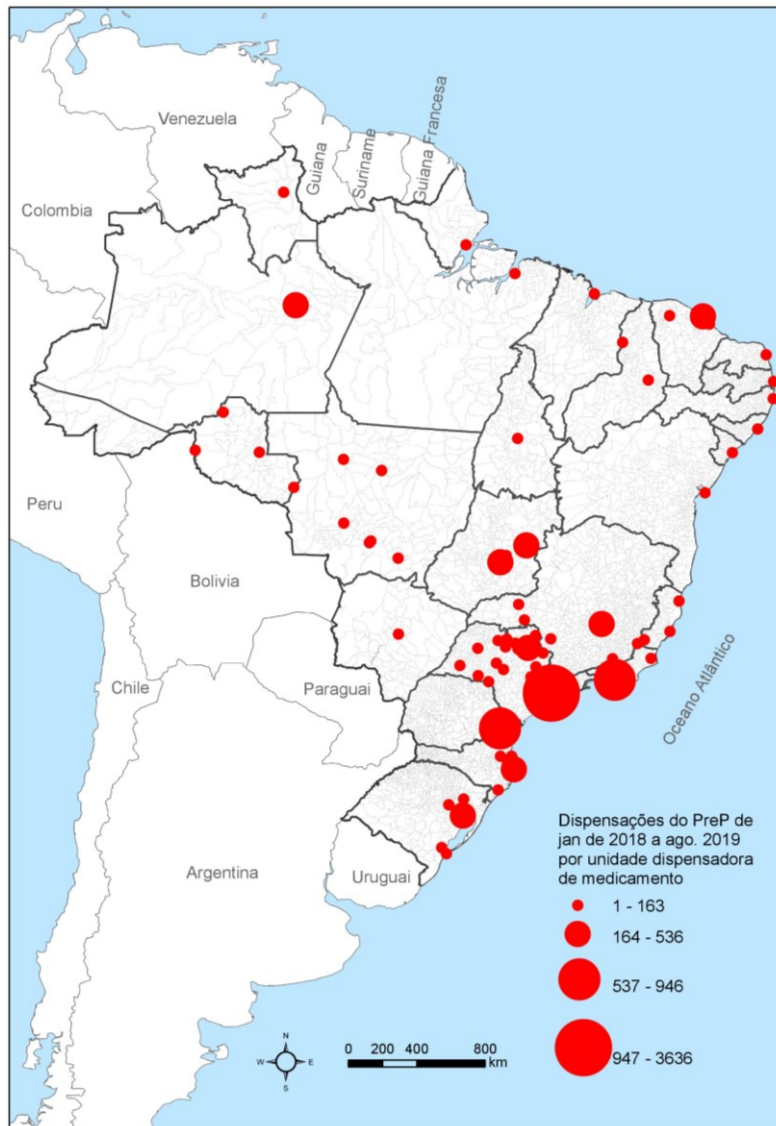 Venezuela
Guiana
Suriname
Guiana Francesa
Colombia
Peru
Bolivia
Paraguai
Chile
Oceano Atlântico
Argentina
Uruguai
Dispensações do PreP de
jan de 2018 a ago. 2019
por unidade dispensadora
de medicamento
1 - 163
164 - 536
537 - 946
947 - 3636
N
W E
S
0 200 400 800
km